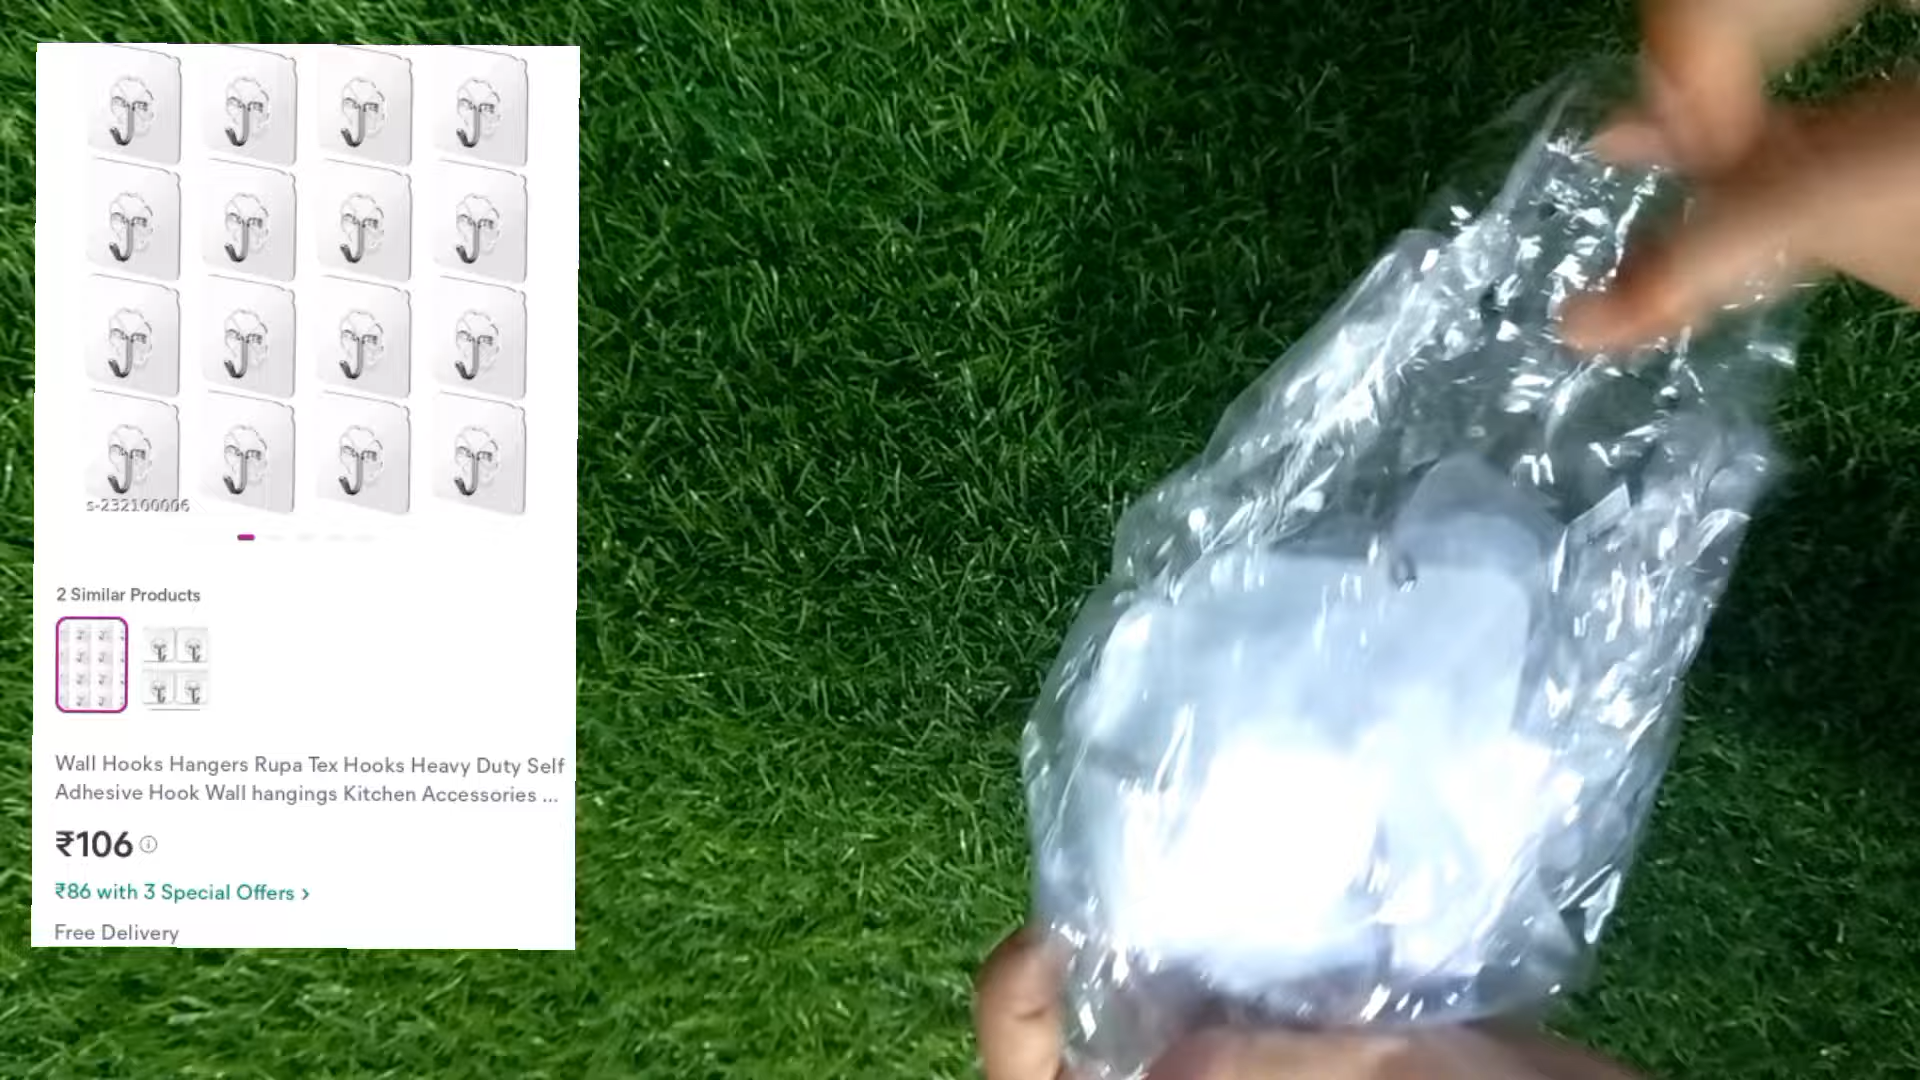 s-232100006
2 Similar Products
Wall Hooks Hangers Rupa Tex Hooks Heavy Duty Self
Adhesive Hook Wall hangings Kitchen Accessories ...
₹106
₹86 with 3 Special Offers >
Free Delivery